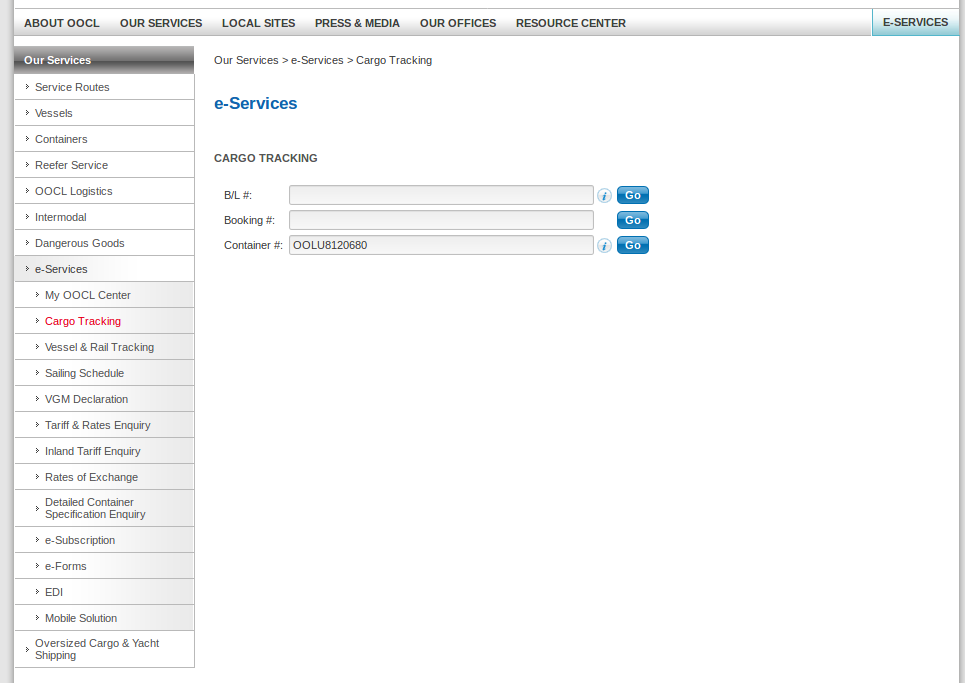 ABOUT OOCL OUR SERVICES LOCAL SITES PRESS & MEDIA OUR OFFICES RESOURCE CENTER E-SERVICES
Our Services
Service Routes
Vessels
Containers
Reefer Service
OOCL Logistics
Intermodal
Dangerous Goods
e-Services
My OOCL Center
Cargo Tracking
Vessel & Rail Tracking
Sailing Schedule
VGM Declaration
Tariff & Rates Enquiry
Inland Tariff Enquiry
Rates of Exchange
Detailed Container
Specification Enquiry
e-Subscription
e-Forms
EDI
Mobile Solution
Oversized Cargo & Yacht
Shipping
Our Services > e-Services > Cargo Tracking
e-Services
CARGO TRACKING
B/L #: i Go
Booking #: Go
Container #: OOLU8120680 i Go